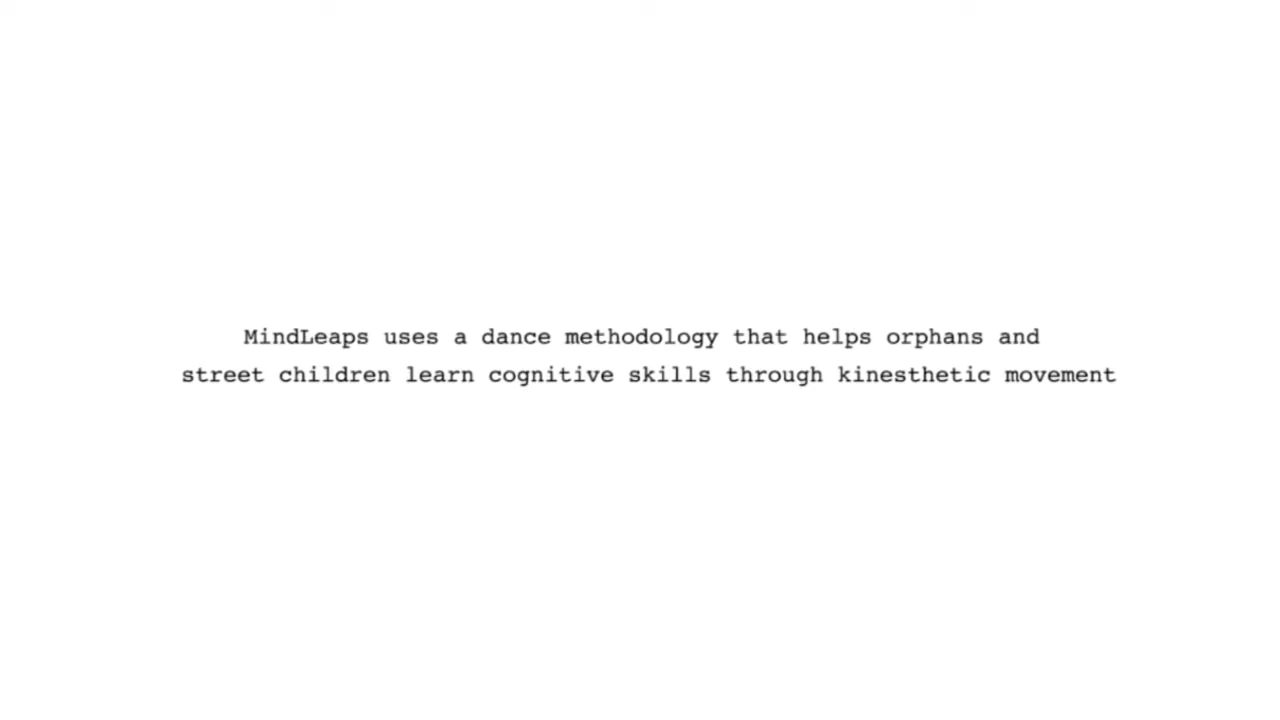 MindLeaps uses a dance methodology that helps orphans and
street children learn cognitive skills through kinesthetic movement